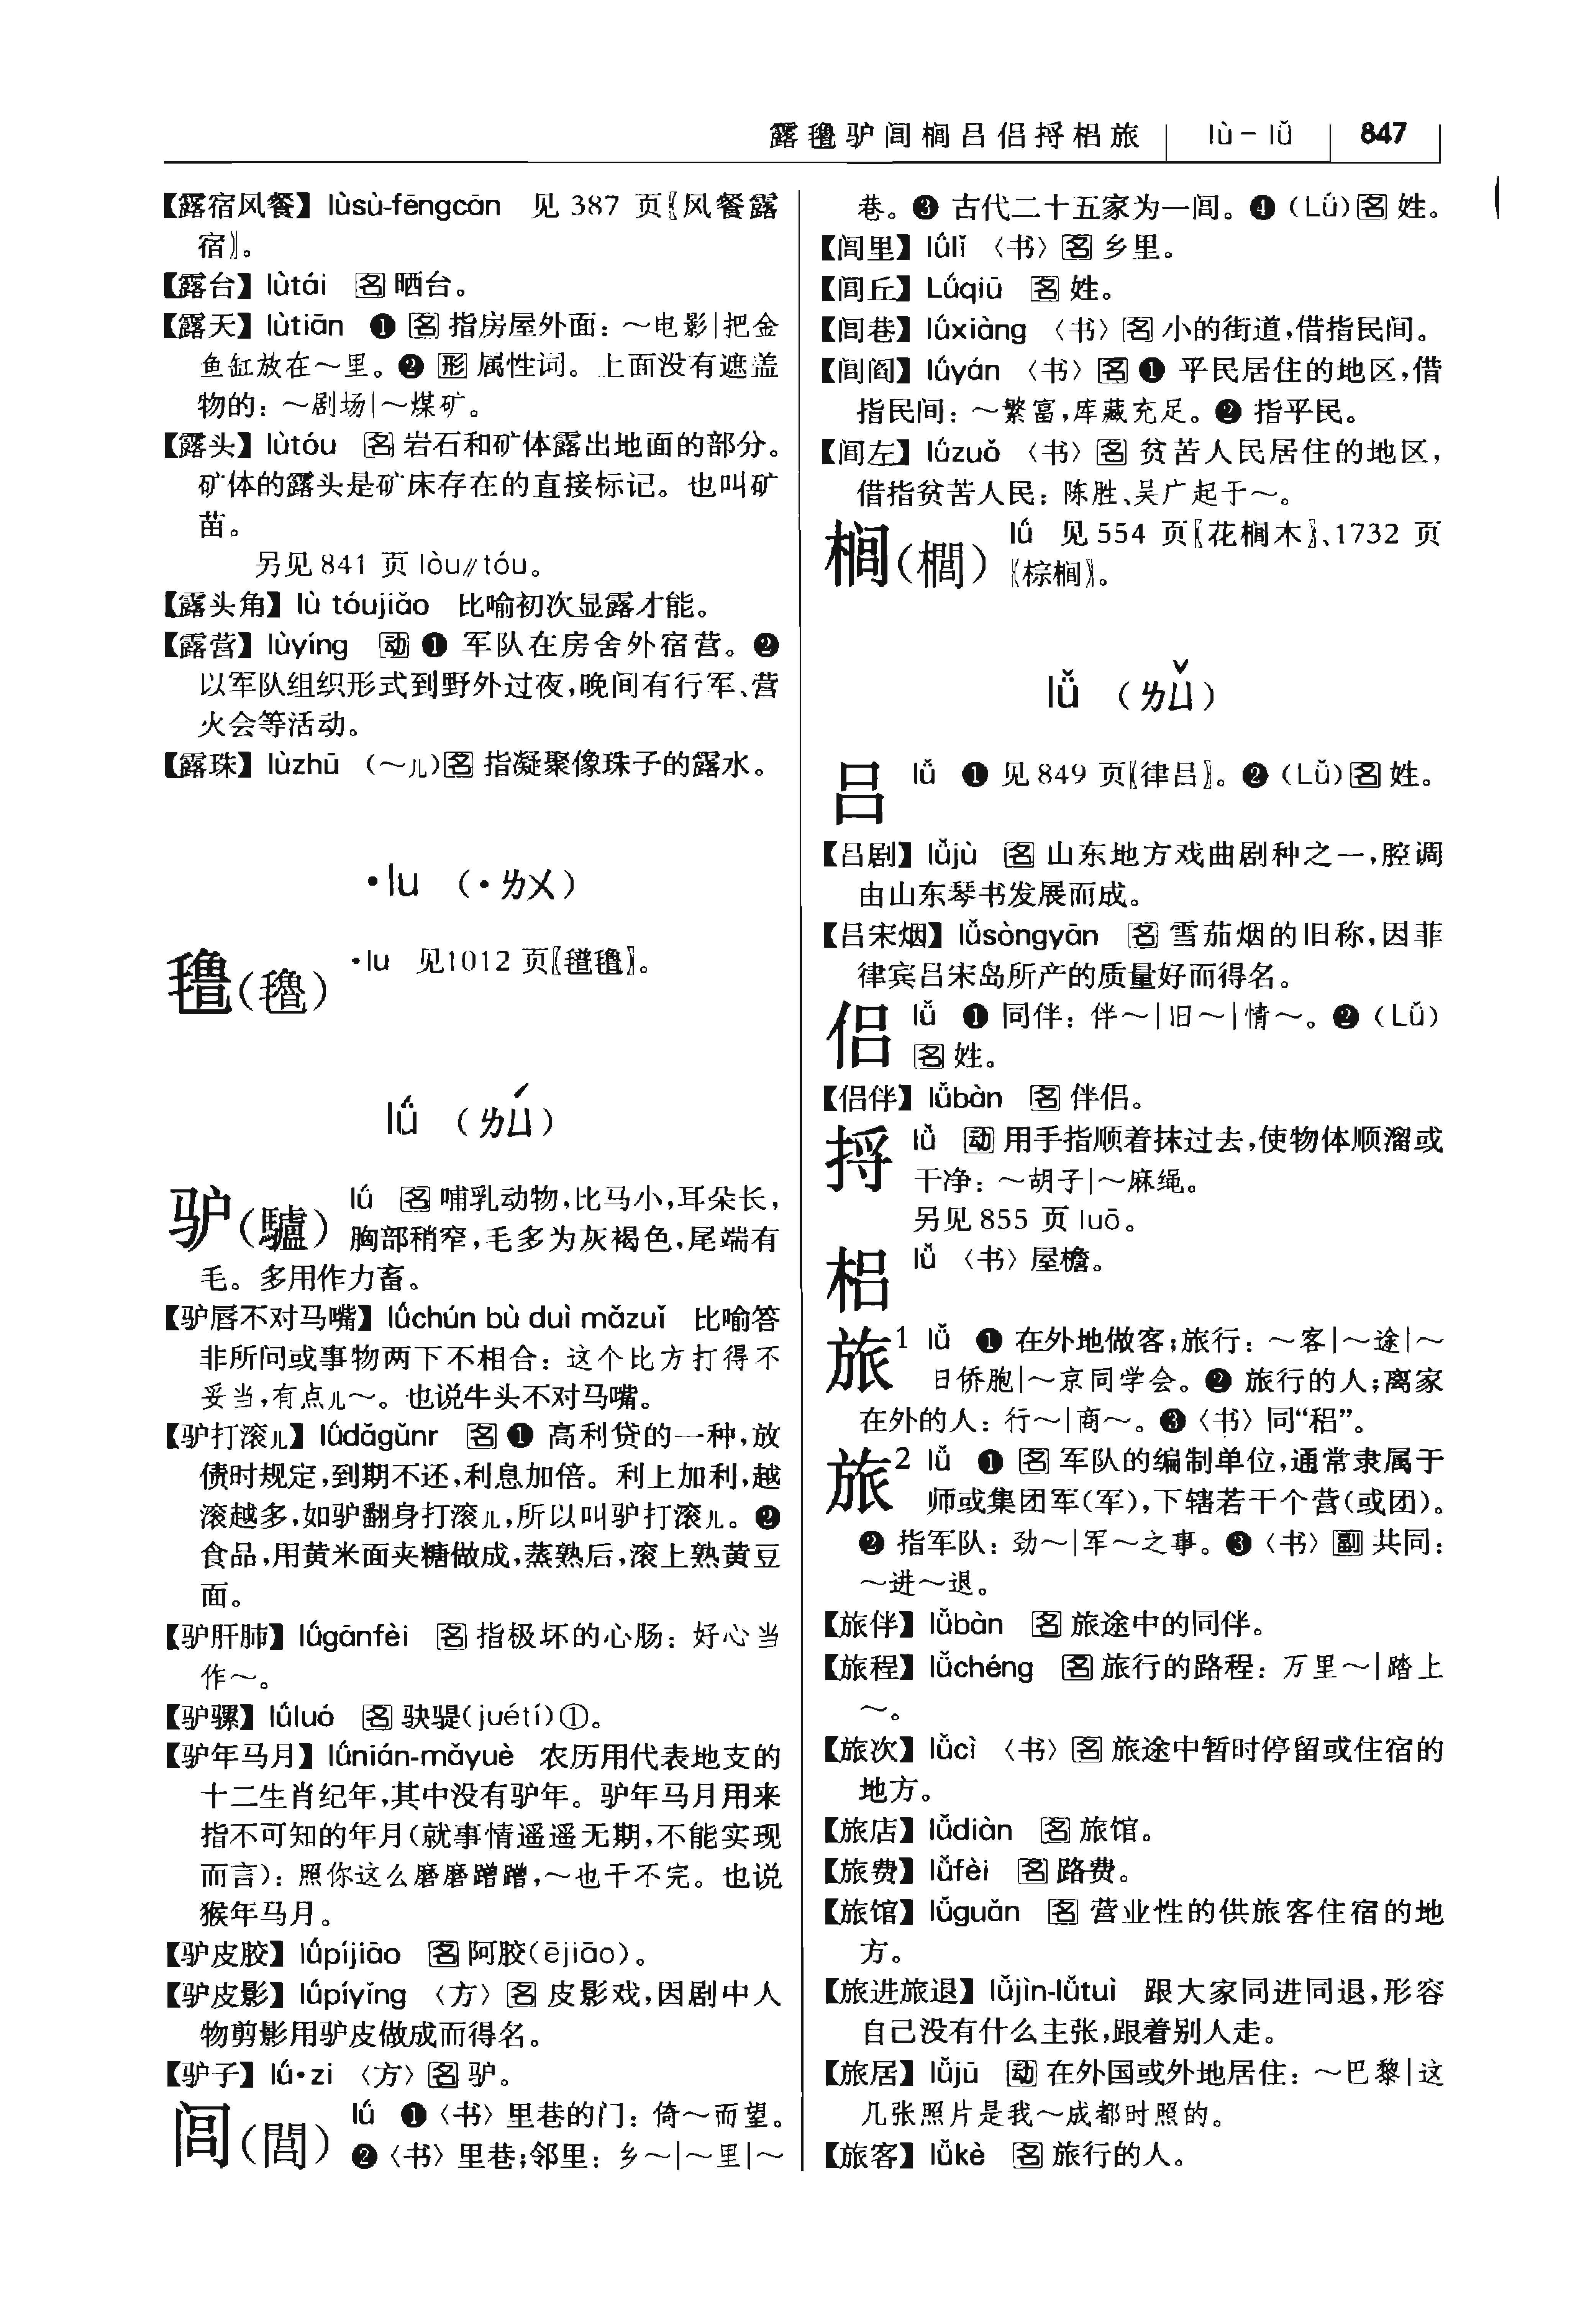 露氇驴闾榈吕侣捋梠旅 lù－lǚ 847
【露宿风餐】lùsù-fēngcān 见 387 页〖风餐露
宿〗。
【露台】lùtái 名 晒台。
【露天】lùtiān ❶ 名 指房屋外面：～电影|把金
鱼缸放在～里。❷ 形 属性词。上面没有遮盖
物的：～剧场|～煤矿。
【露头】lùtóu 名 岩石和矿体露出地面的部分。
矿体的露头是矿床存在的直接标记。也叫矿
苗。
另见 841 页 lòu∥tóu。
【露头角】lù tóujiǎo 比喻初次显露才能。
【露营】lùyíng 动 ❶ 军队在房舍外宿营。❷
以军队组织形式到野外过夜，晚间有行军、营
火会等活动。
【露珠】lùzhū （～儿）名 指凝聚像珠子的露水。
·lu （·ㄌㄨ）
氇（氌） ·lu 见1012 页〖氆氇〗。
lǘ （ㄌㄩˊ）
驴（驢） lǘ 名 哺乳动物，比马小，耳朵长，
胸部稍窄，毛多为灰褐色，尾端有
毛。多用作力畜。
【驴唇不对马嘴】lǘchún bù duì mǎzuǐ 比喻答
非所问或事物两下不相合：这个比方打得不
妥当，有点儿～。也说牛头不对马嘴。
【驴打滚儿】lǘdǎgǔnr 名 ❶ 高利贷的一种，放
债时规定，到期不还，利息加倍。利上加利，越
滚越多，如驴翻身打滚儿，所以叫驴打滚儿。❷
食品，用黄米面夹糖做成，蒸熟后，滚上熟黄豆
面。
【驴肝肺】lǘgānfèi 名 指极坏的心肠：好心当
作～。
【驴骡】lǘluó 名 駃騠（juétí）①。
【驴年马月】lǘnián-mǎyuè 农历用代表地支的
十二生肖纪年，其中没有驴年。驴年马月用来
指不可知的年月（就事情遥遥无期，不能实现
而言）：照你这么磨磨蹭蹭，～也干不完。也说
猴年马月。
【驴皮胶】lǘpíjiāo 名 阿胶（ējiāo）。
【驴皮影】lǘpíyǐng 〈方〉名 皮影戏，因剧中人
物剪影用驴皮做成而得名。
【驴子】lǘ·zi 〈方〉名 驴。
闾（閭） lǘ ❶〈书〉里巷的门：倚～而望。
❷〈书〉里巷；邻里：乡～|～里|～
巷。❸ 古代二十五家为一闾。❹（Lǘ）名 姓。
【闾里】lǘlǐ 〈书〉名 乡里。
【闾丘】Lǘqiū 名 姓。
【闾巷】lǘxiàng 〈书〉名 小的街道，借指民间。
【闾阎】lǘyán 〈书〉名 ❶ 平民居住的地区，借
指民间：～繁富，库藏充足。❷ 指平民。
【闾左】lǘzuǒ 〈书〉名 贫苦人民居住的地区，
借指贫苦人民：陈胜、吴广起于～。
榈（櫚） lǘ 见 554 页〖花榈木〗、1732 页
〖棕榈〗。
lǚ （ㄌㄩˇ）
吕 lǚ ❶ 见 849 页〖律吕〗。❷（Lǚ）名 姓。
【吕剧】lǚjù 名 山东地方戏曲剧种之一，腔调
由山东琴书发展而成。
【吕宋烟】lǚsòngyān 名 雪茄烟的旧称，因菲
律宾吕宋岛所产的质量好而得名。
侣 lǚ ❶ 同伴：伴～|旧～|情～。❷（Lǚ）
名 姓。
【侣伴】lǚbàn 名 伴侣。
捋 lǚ 动 用手指顺着抹过去，使物体顺溜或
干净：～胡子|～麻绳。
另见 855 页 luō。
梠 lǚ 〈书〉屋檐。
旅1 lǚ ❶ 在外地做客；旅行：～客|～途|～
日侨胞|～京同学会。❷ 旅行的人；离家
在外的人：行～|商～。❸〈书〉同“稆”。
旅2 lǚ ❶ 名 军队的编制单位，通常隶属于
师或集团军（军），下辖若干个营（或团）。
❷ 指军队：劲～|军～之事。❸〈书〉副 共同：
～进～退。
【旅伴】lǚbàn 名 旅途中的同伴。
【旅程】lǚchéng 名 旅行的路程：万里～|踏上
～。
【旅次】lǚcì 〈书〉名 旅途中暂时停留或住宿的
地方。
【旅店】lǚdiàn 名 旅馆。
【旅费】lǚfèi 名 路费。
【旅馆】lǚguǎn 名 营业性的供旅客住宿的地
方。
【旅进旅退】lǚjìn-lǚtuì 跟大家同进同退，形容
自己没有什么主张，跟着别人走。
【旅居】lǚjū 动 在外国或外地居住：～巴黎|这
几张照片是我～成都时照的。
【旅客】lǚkè 名 旅行的人。